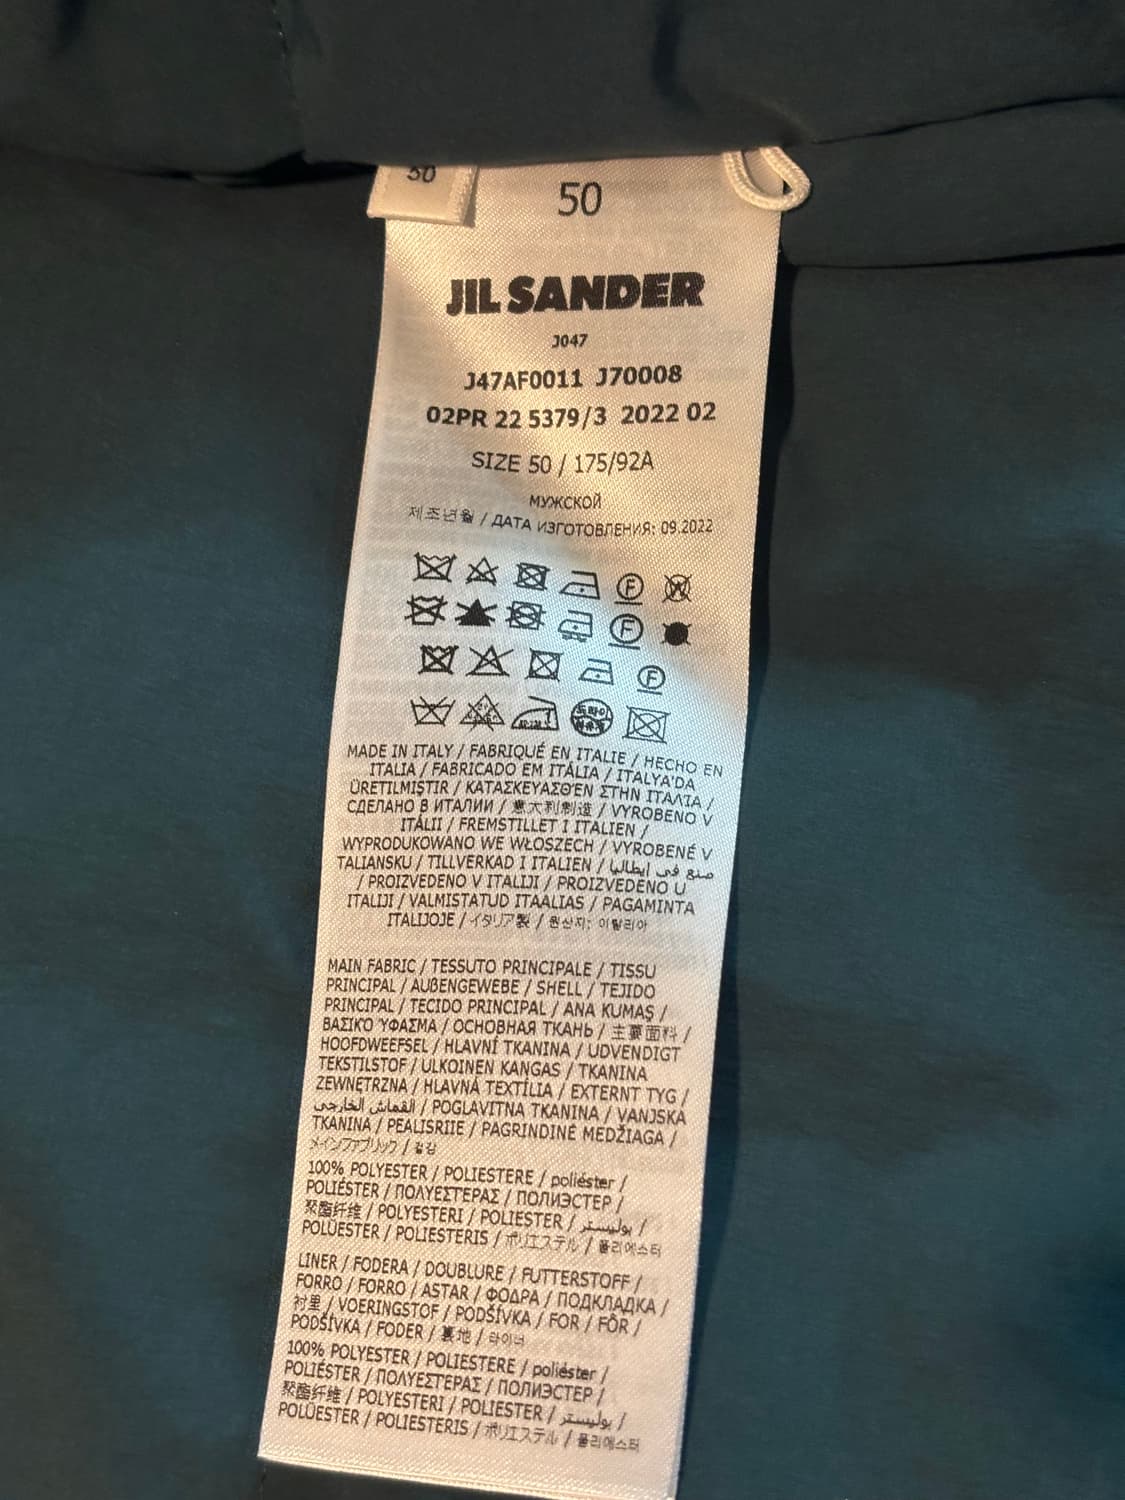 50
50
JIL SANDER
J047
J47AF0011 J70008
02PR 22 5379/3 2022 02
SIZE 50 / 175/92A
МУЖСКОЙ
제조년월 / ДАТА ИЗГОТОВЛЕНИЯ: 09.2022
F
F
F
MADE IN ITALY / FABRIQUÉ EN ITALIE / HECHO EN
ITALIA / FABRICADO EM ITÁLIA / ITALYA'DA
ÜRETILMIŞTIR / ΚΑΤΑΣΚΕΥΑΣΘ'ΕΝ ΣΤΗΝ ΙΤΑΛ'ΙΑ /
СДЕЛАНО В ИТАЛИИ / 意大利制造 / VYROBENO V
ITÁLII / FREMSTILLET I ITALIEN /
WYPRODUKOWANO WE WŁOSZECH / VYROBENÉ V
TALIANSKU / TILLVERKAD I ITALIEN / صنع في ايطاليا
/ PROIZVEDENO V ITALIJI / PROIZVEDENO U
ITALIJI / VALMISTATUD ITAALIAS / PAGAMINTA
ITALIJOJE / イタリア製 / 원산지: 이탈리아
MAIN FABRIC / TESSUTO PRINCIPALE / TISSU
PRINCIPAL / AUßENGEWEBE / SHELL / TEJIDO
PRINCIPAL / TECIDO PRINCIPAL / ANA KUMAŞ /
ΒΑΣΙΚ'Ο 'ΥΦΑΣΜΑ / ОСНОВНАЯ ТКАНЬ / 主要面料 /
HOOFDWEEFSEL / HLAVNÍ TKANINA / UDVENDIGT
TEKSTILSTOF / ULKOINEN KANGAS / TKANINA
ZEWNĘTRZNA / HLAVNÁ TEXTÍLIA / EXTERNT TYG /
القماش الخارجي / POGLAVITNA TKANINA / VANJSKA
TKANINA / PEALISRIIE / PAGRINDINĖ MEDŽIAGA /
メインファブリック / 겉감
100% POLYESTER / POLIESTERE / poliéster /
POLIÉSTER / ΠΟΛΥΕΣΤΕΡΑΣ / ПОЛИЭСТЕР /
聚酯纤维 / POLYESTERI / POLIESTER / بوليستر /
POLÜESTER / POLIESTERIS / ポリエステル / 폴리에스터
LINER / FODERA / DOUBLURE / FUTTERSTOFF /
FORRO / FORRO / ASTAR / ΦΟΔΡΑ / ПОДКЛАДКА /
衬里 / VOERINGSTOF / PODŠÍVKA / FOR / FÔR /
PODŠÍVKA / FODER / 裏地 / 라이너
100% POLYESTER / POLIESTERE / poliéster /
POLIÉSTER / ΠΟΛΥΕΣΤΕΡΑΣ / ПОЛИЭСТЕР /
聚酯纤维 / POLYESTERI / POLIESTER / بوليستر /
POLÜESTER / POLIESTERIS / ポリエステル / 폴리에스터